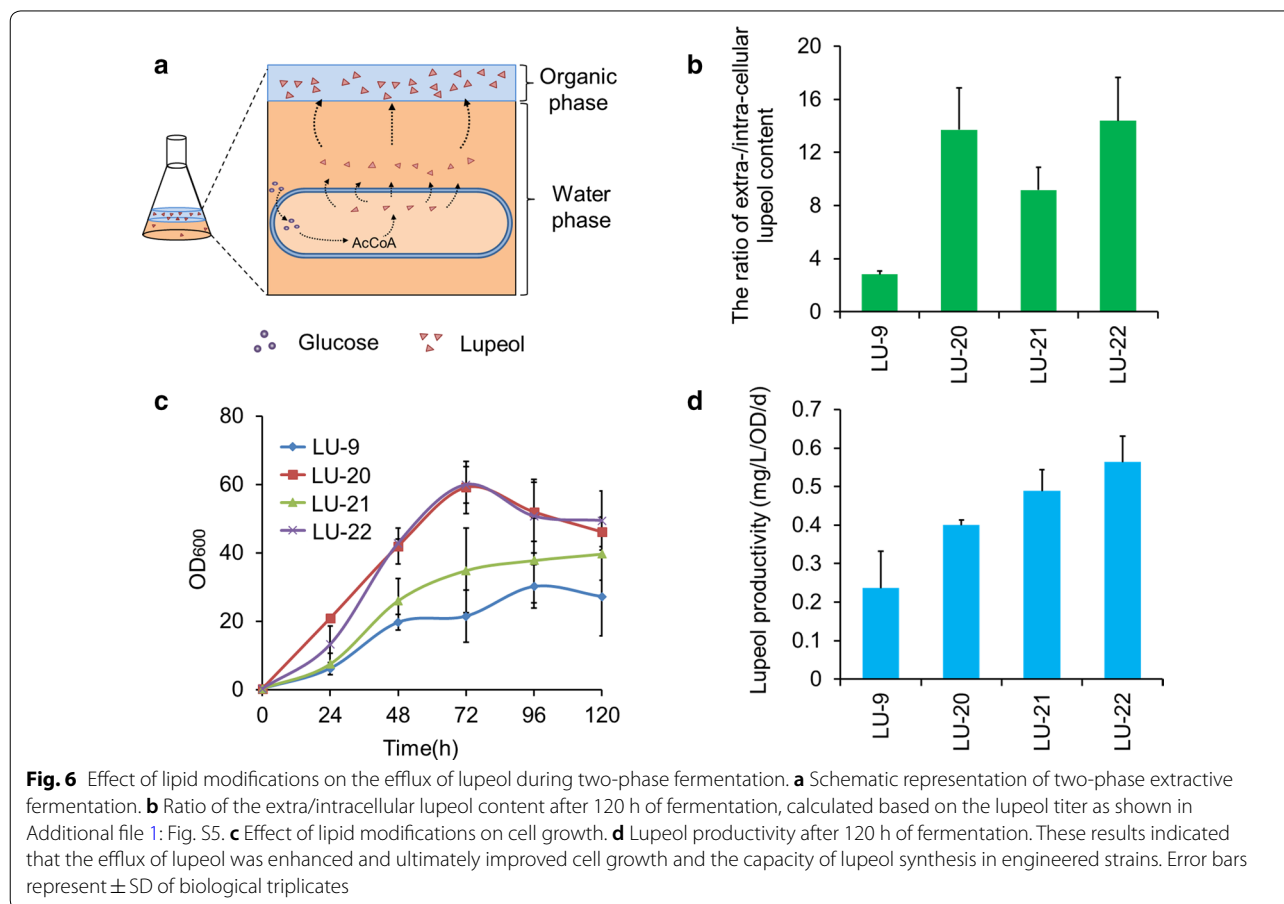 a
Organic
phase
Water
phase
AcCoA
Glucose
Lupeol
b
The ratio of extra-/intra-cellular
lupeol content
20
16
12
8
4
0
LU-9
LU-20
LU-21
LU-22
c
OD600
80
60
40
20
0
LU-9
LU-20
LU-21
LU-22
0 24 48 72 96 120
Time(h)
d
Lupeol productivity (mg/L/OD/d)
0.7
0.6
0.5
0.4
0.3
0.2
0.1
0
LU-9
LU-20
LU-21
LU-22
Fig. 6 Effect of lipid modifications on the efflux of lupeol during two-phase fermentation. a Schematic representation of two-phase extractive
fermentation. b Ratio of the extra/intracellular lupeol content after 120 h of fermentation, calculated based on the lupeol titer as shown in
Additional file 1: Fig. S5. c Effect of lipid modifications on cell growth. d Lupeol productivity after 120 h of fermentation. These results indicated
that the efflux of lupeol was enhanced and ultimately improved cell growth and the capacity of lupeol synthesis in engineered strains. Error bars
represent ± SD of biological triplicates